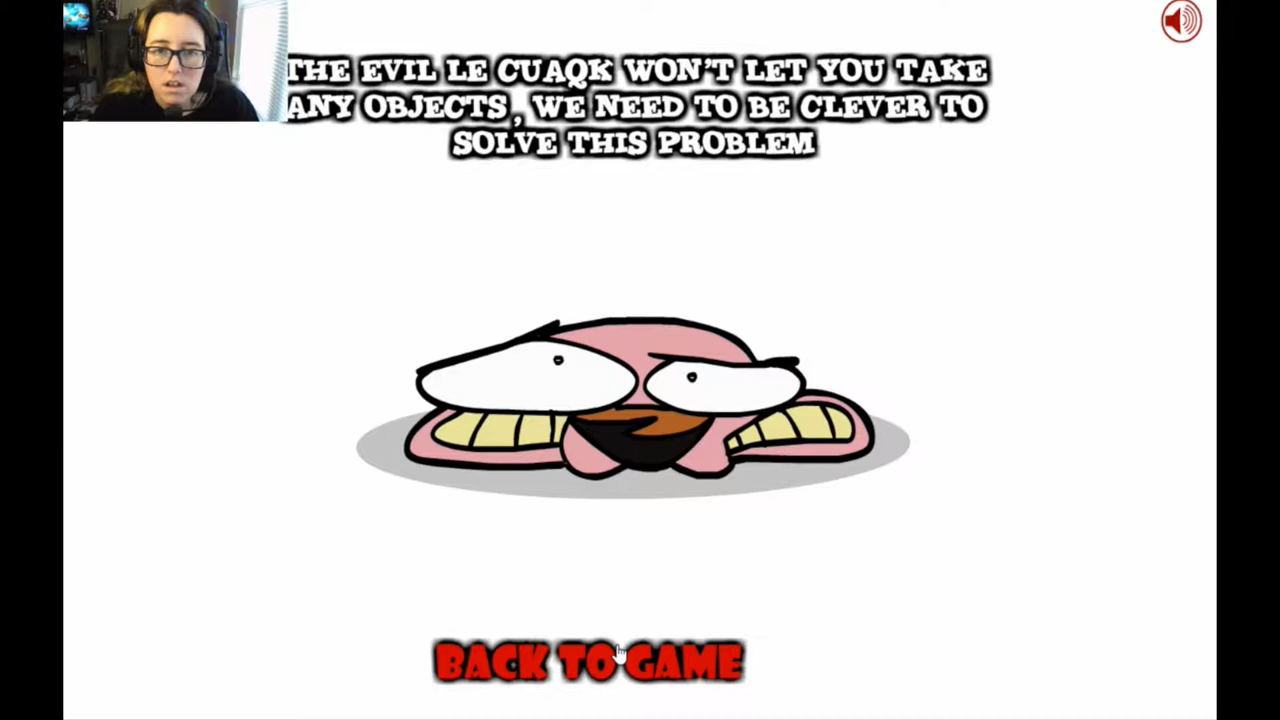 THE EVIL LE CUAQK WON'T LET YOU TAKE
ANY OBJECTS, WE NEED TO BE CLEVER TO
SOLVE THIS PROBLEM
BACK TO GAME